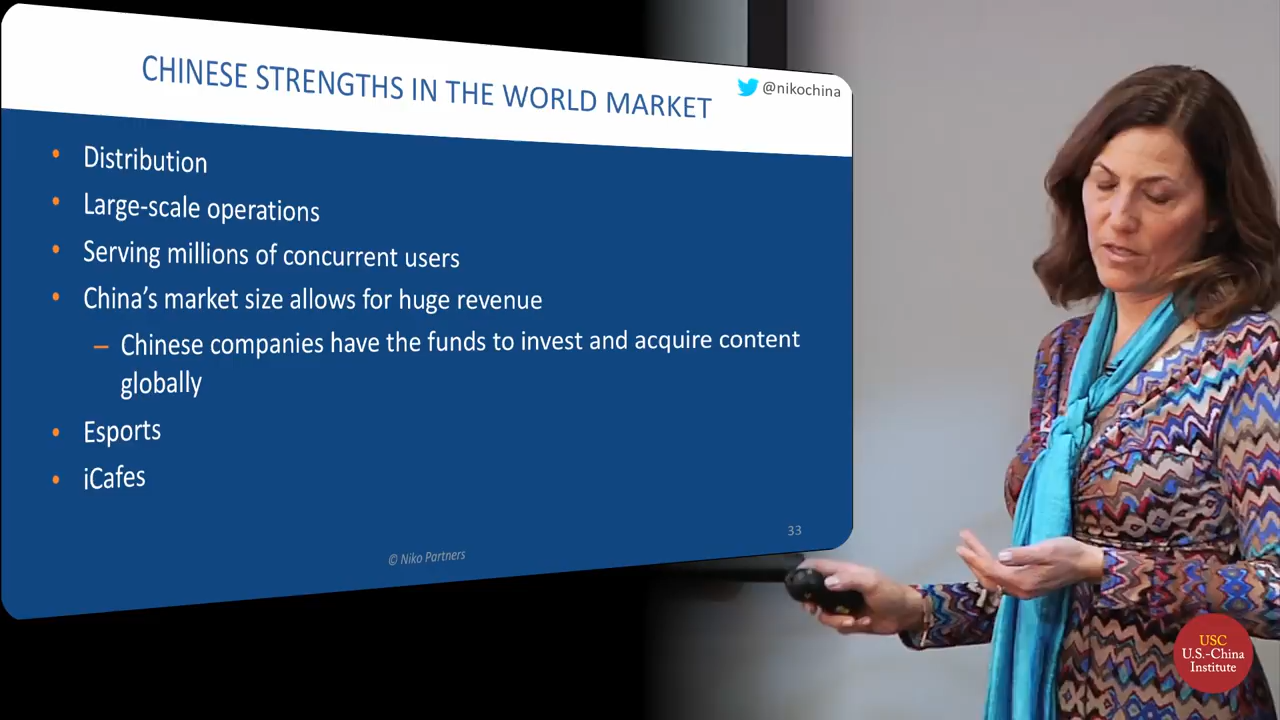 CHINESE STRENGTHS IN THE WORLD MARKET
@nikochina
• Distribution
• Large-scale operations
• Serving millions of concurrent users
• China's market size allows for huge revenue
– Chinese companies have the funds to invest and acquire content
globally
• Esports
• iCafes
33
© Niko Partners
USC
U.S.-China
Institute